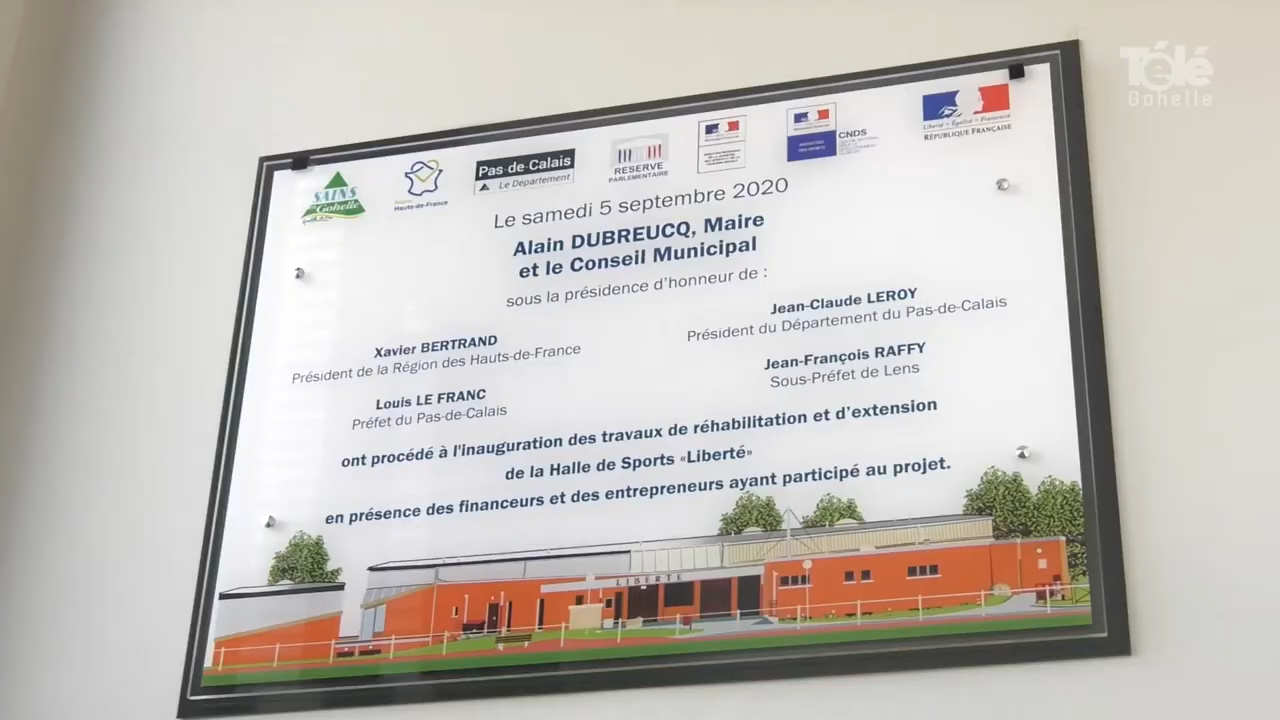 Télé
Gohelle
SAINS
en Gohelle
Hauts-de-France
Pas-de-Calais
Le Département
RÉSERVE
PARLEMENTAIRE
CNDS
Liberté • Égalité • Fraternité
RÉPUBLIQUE FRANÇAISE
Le samedi 5 septembre 2020
Alain DUBREUCQ, Maire
et le Conseil Municipal
sous la présidence d'honneur de :
Xavier BERTRAND
Président de la Région des Hauts-de-France
Jean-Claude LEROY
Président du Département du Pas-de-Calais
Louis LE FRANC
Préfet du Pas-de-Calais
Jean-François RAFFY
Sous-Préfet de Lens
ont procédé à l'inauguration des travaux de réhabilitation et d'extension
de la Halle de Sports «Liberté»
en présence des financeurs et des entrepreneurs ayant participé au projet.
LIBERTE